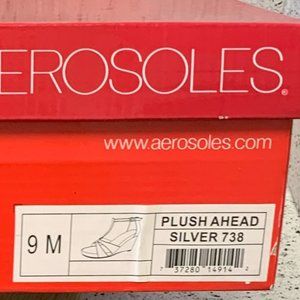 EROSOLES®
www.aerosoles.com
9 M
PLUSH AHEAD
SILVER 738
7 37280 14914 2